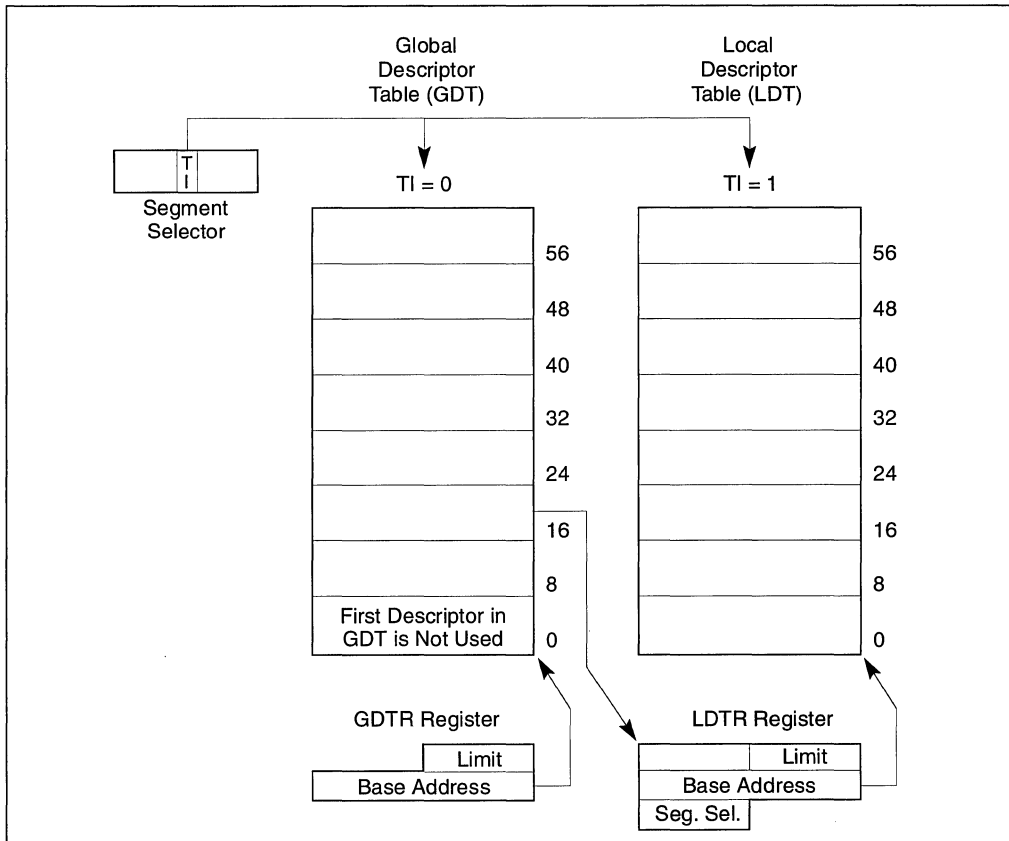 Global
Descriptor
Table (GDT)
Local
Descriptor
Table (LDT)
T
I
Segment
Selector
TI = 0
TI = 1
56
48
40
32
24
16
8
First Descriptor in
GDT is Not Used
0
56
48
40
32
24
16
8
0
GDTR Register
Limit
Base Address
LDTR Register
Limit
Base Address
Seg. Sel.